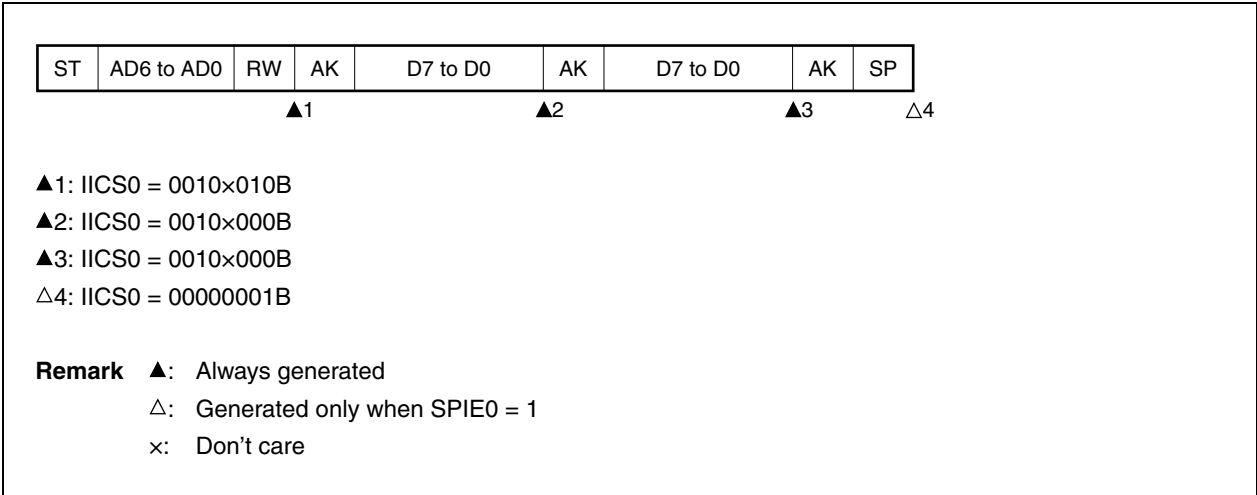 ST AD6 to AD0 RW AK D7 to D0 AK D7 to D0 AK SP
▲1 ▲2 ▲3 △4
▲1: IICS0 = 0010×010B
▲2: IICS0 = 0010×000B
▲3: IICS0 = 0010×000B
△4: IICS0 = 00000001B
Remark ▲: Always generated
△: Generated only when SPIE0 = 1
×: Don't care